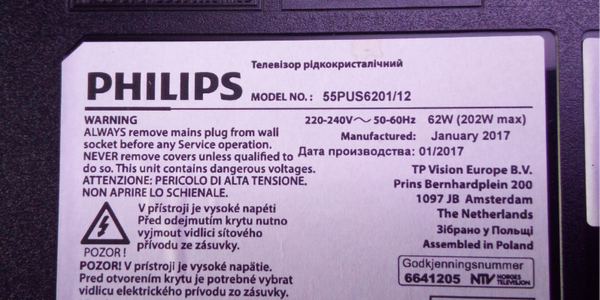 Телевізор рідкокристалічний
PHILIPS MODEL NO.: 55PUS6201/12
WARNING
ALWAYS remove mains plug from wall
socket before any Service operation.
NEVER remove covers unless qualified to
do so. This unit contains dangerous voltages.
ATTENZIONE: PERICOLO DI ALTA TENSIONE,
NON APRIRE LO SCHIENALE.
V přístroji je vysoké napětí
Před odejmutím krytu nutno
vyjmout vidlici síťového
přívodu ze zásuvky.
POZOR !
POZOR! V prístroji je vysoké napätie.
Pred otvorením krytu je potrebné vybrat
vidlicu elektrického prívodu zo zásuvky.
220-240V~ 50-60Hz 62W (202W max)
Manufactured: January 2017
Дата производства: 01/2017
TP Vision Europe B.V.
Prins Bernhardplein 200
1097 JB Amsterdam
The Netherlands
Зібрано у Польщі
Assembled in Poland
Godkjenningsnummer
6641205 NTV NORGES TELEVISJON